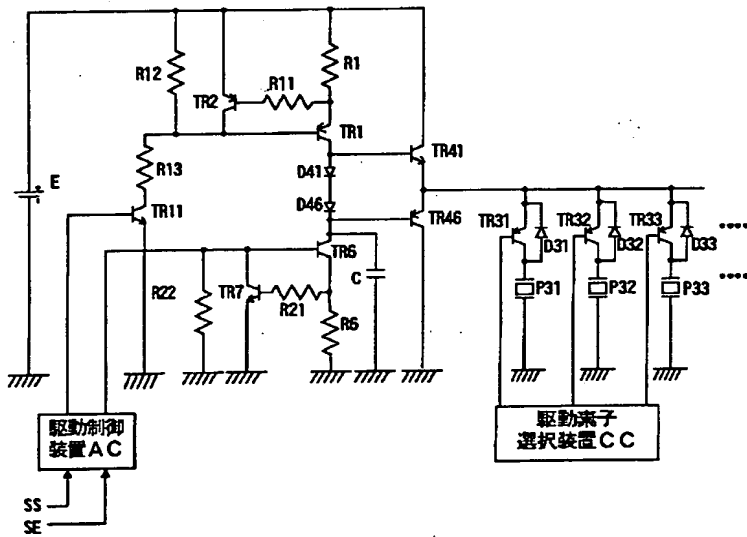 R12
R11
R1
TR2
TR1
R13
TR41
E
D41
TR11
D46
TR46
TR31
TR32
TR33
D31
D32
D33
TR6
C
R22
TR7
R21
R6
P31
P32
P33
駆動制御
装置AC
駆動素子
選択装置CC
SS
SE